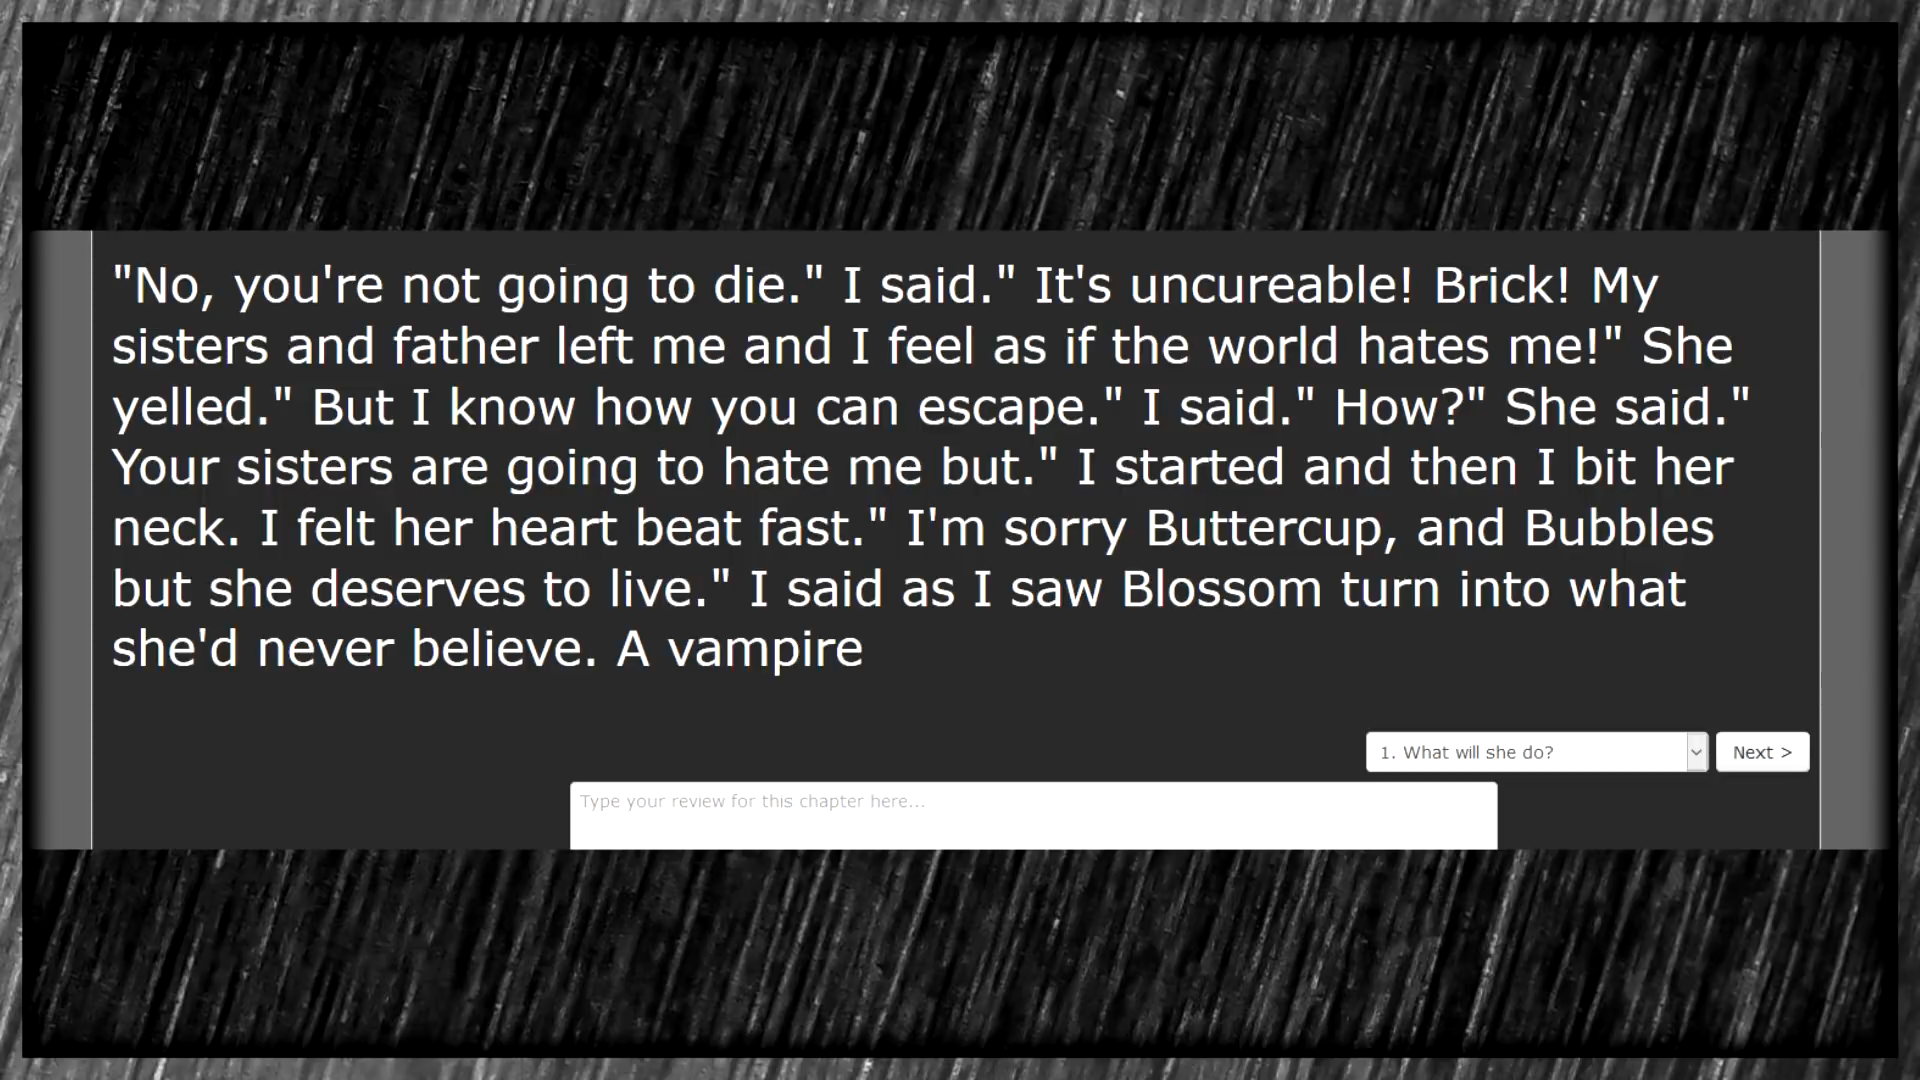 "No, you're not going to die." I said." It's uncureable! Brick! My
sisters and father left me and I feel as if the world hates me!" She
yelled." But I know how you can escape." I said." How?" She said."
Your sisters are going to hate me but." I started and then I bit her
neck. I felt her heart beat fast." I'm sorry Buttercup, and Bubbles
but she deserves to live." I said as I saw Blossom turn into what
she'd never believe. A vampire
1. What will she do?
Next >
Type your review for this chapter here...